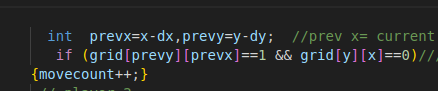 int  prevx=x-dx,prevy=y-dy;  //prev x= current
if (grid[prevy][prevx]==1 && grid[y][x]==0)//
{movecount++;}